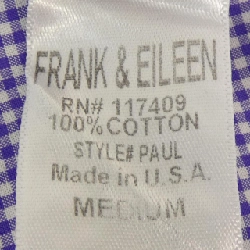 FRANK & EILEEN
RN# 117409
100% COTTON
STYLE# PAUL
Made in U.S.A.
MEDIUM